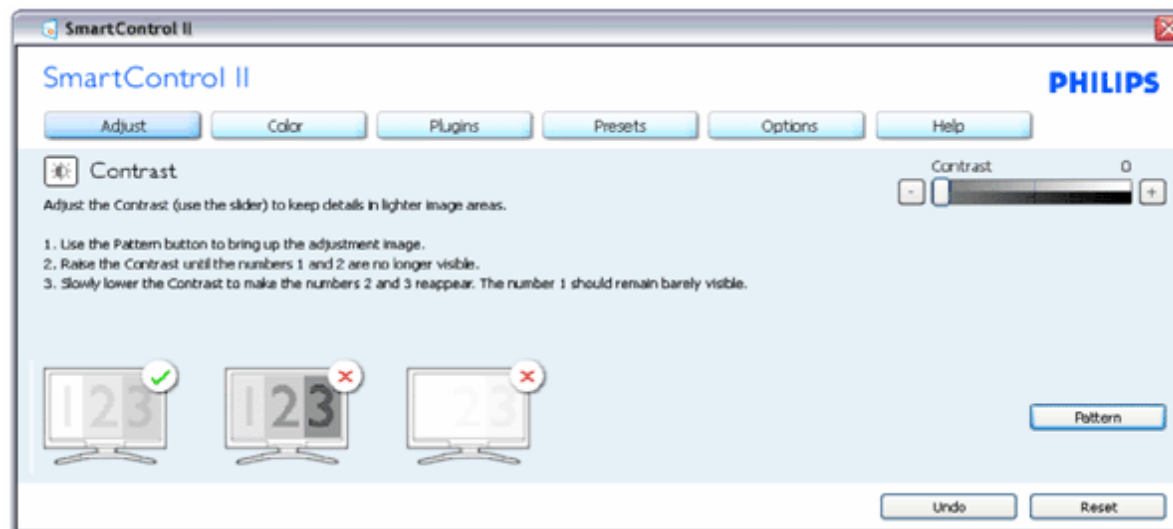 SmartControl II
SmartControl II
PHILIPS
Adjust Color Plugins Presets Options Help
Contrast
Contrast 0
- +
Adjust the Contrast (use the slider) to keep details in lighter image areas.
1. Use the Pattern button to bring up the adjustment image.
2. Raise the Contrast until the numbers 1 and 2 are no longer visible.
3. Slowly lower the Contrast to make the numbers 2 and 3 reappear. The number 1 should remain barely visible.
123 123 23
Pattern
Undo Reset